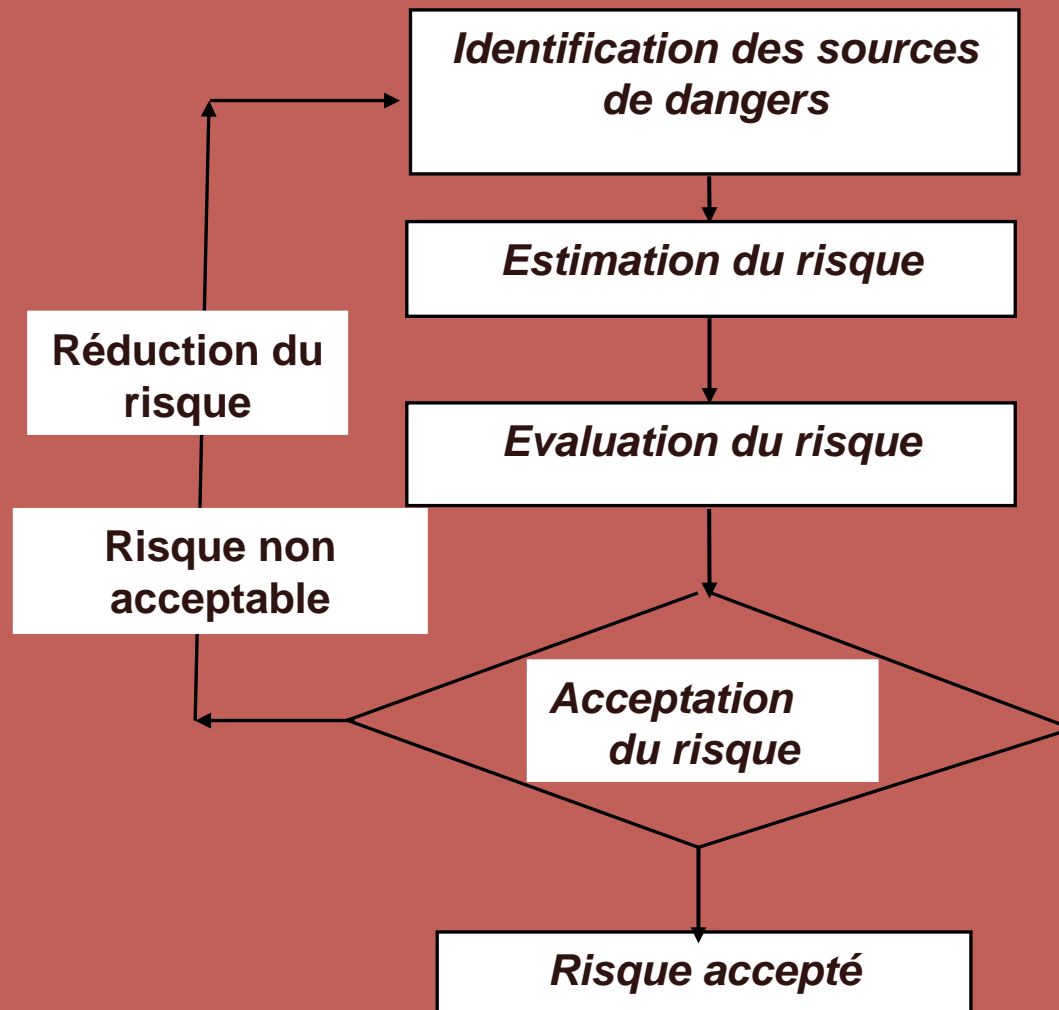 Identification des sources
de dangers
Estimation du risque
Réduction du
risque
Evaluation du risque
Risque non
acceptable
Acceptation
du risque
Risque accepté